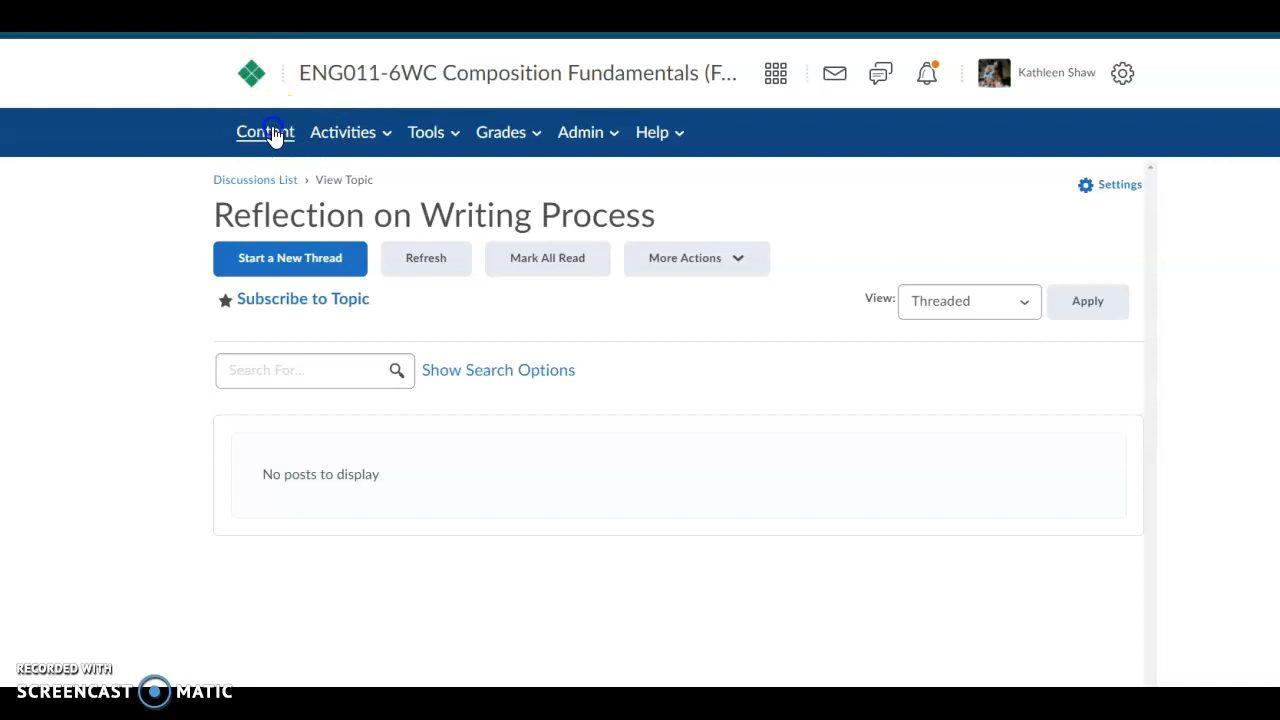 ENG011-6WC Composition Fundamentals (F...
Kathleen Shaw
Content Activities Tools Grades Admin Help
Discussions List › View Topic
Settings
Reflection on Writing Process
Start a New Thread Refresh Mark All Read More Actions
Subscribe to Topic
View: Threaded Apply
Search For... Show Search Options
No posts to display
RECORDED WITH
SCREENCAST MATIC